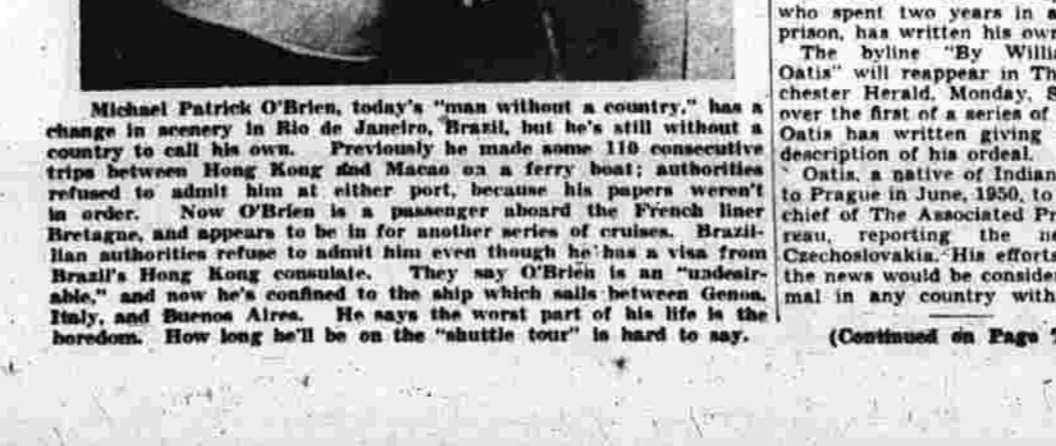 Michael Patrick O'Brien, today's "man without a country," has a
change in scenery in Rio de Janeiro, Brazil, but he's still without a
country to call his own. Previously he made some 110 consecutive
trips between Hong Kong and Macao on a ferry boat; authorities
refused to admit him at either port, because his papers weren't
in order. Now O'Brien is a passenger aboard the French liner
Bretagne, and appears to be in for another series of cruises. Brazil-
ian authorities refuse to admit him even though he has a visa from
Brazil's Hong Kong consulate. They say O'Brien is an "undesir-
able," and now he's confined to the ship which sails between Genoa,
Italy, and Buenos Aires. He says the worst part of his life is the
boredom. How long he'll be on the "shuttle tour" is hard to say.
who spent two years in a
prison, has written his own
The byline "By Willi
Oatis" will reappear in Th
chester Herald, Monday, S
over the first of a series of
Oatis has written giving
description of his ordeal.
Oatis, a native of Indian
to Prague in June, 1950, to
chief of The Associated Pr
reau, reporting the ne
Czechoslovakia. His efforts
the news would be consider
mal in any country with
(Continued on Page